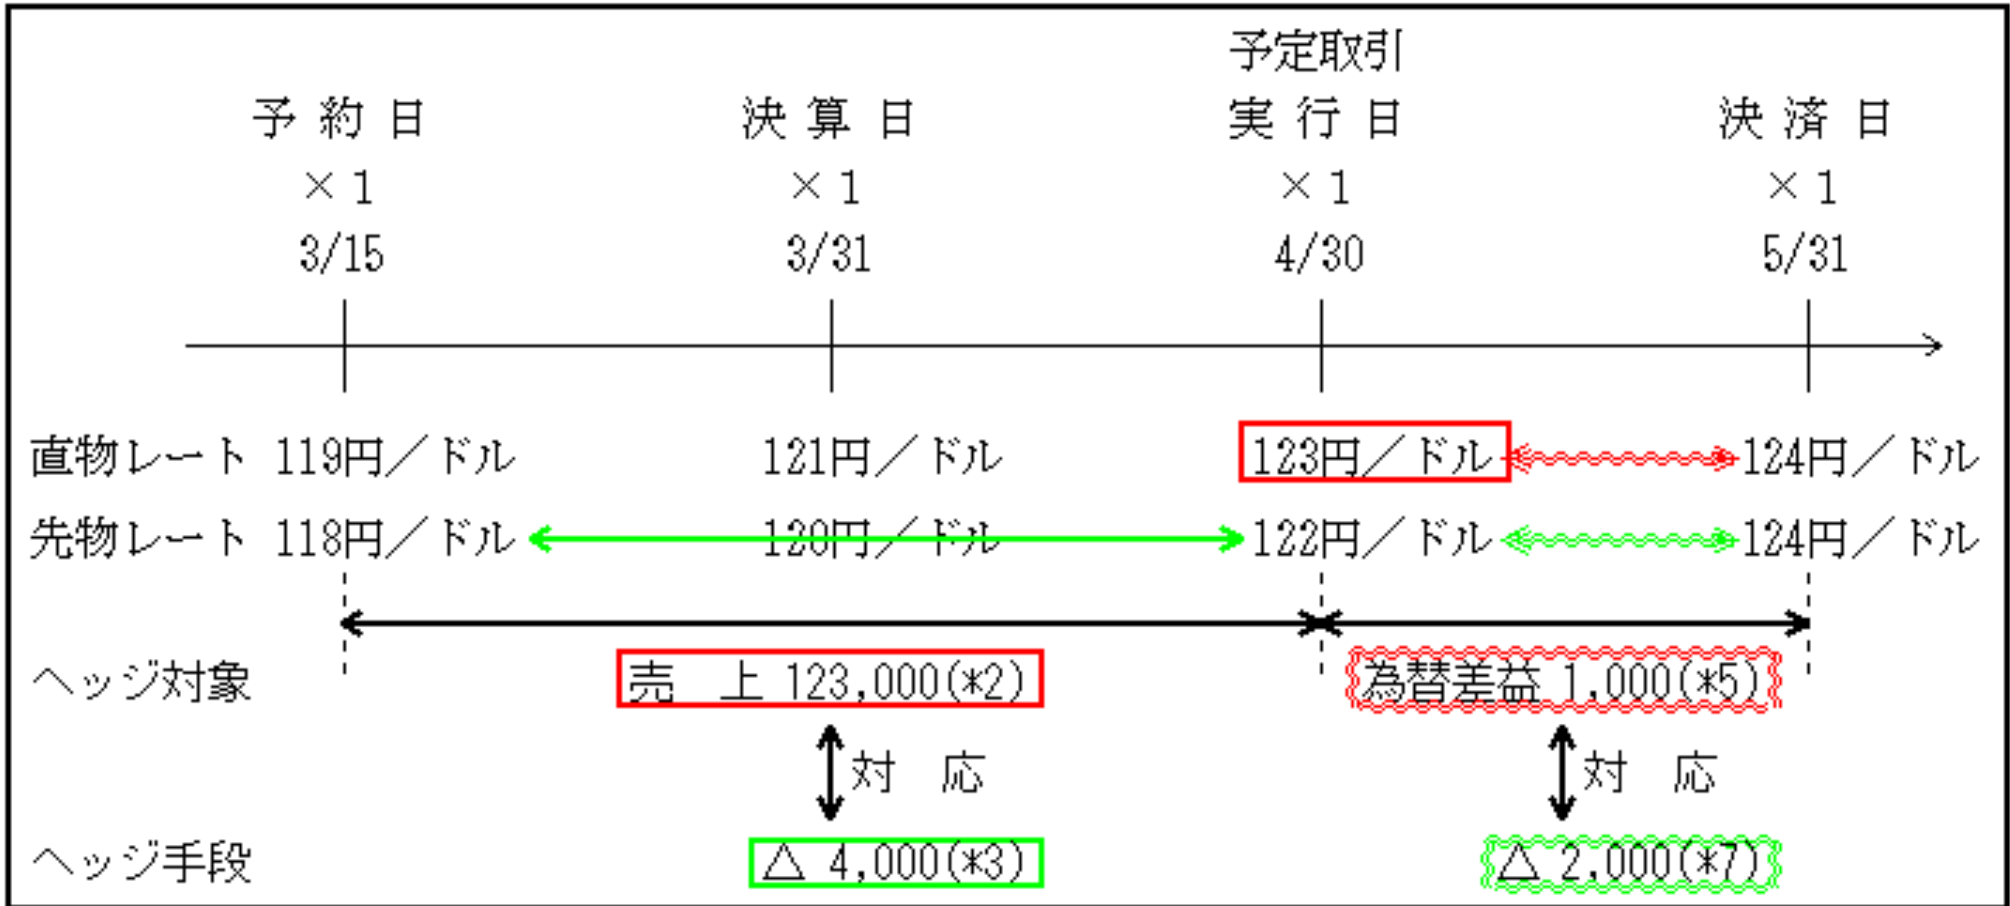 予定取引
予約日 決算日 実行日 決済日
×1 ×1 ×1 ×1
3/15 3/31 4/30 5/31
直物レート 119円／ドル 121円／ドル 123円／ドル 124円／ドル
先物レート 118円／ドル 120円／ドル 122円／ドル 124円／ドル
ヘッジ対象 売 上 123,000(*2) 為替差益 1,000(*5)
対 応 対 応
ヘッジ手段 △ 4,000(*3) △ 2,000(*7)